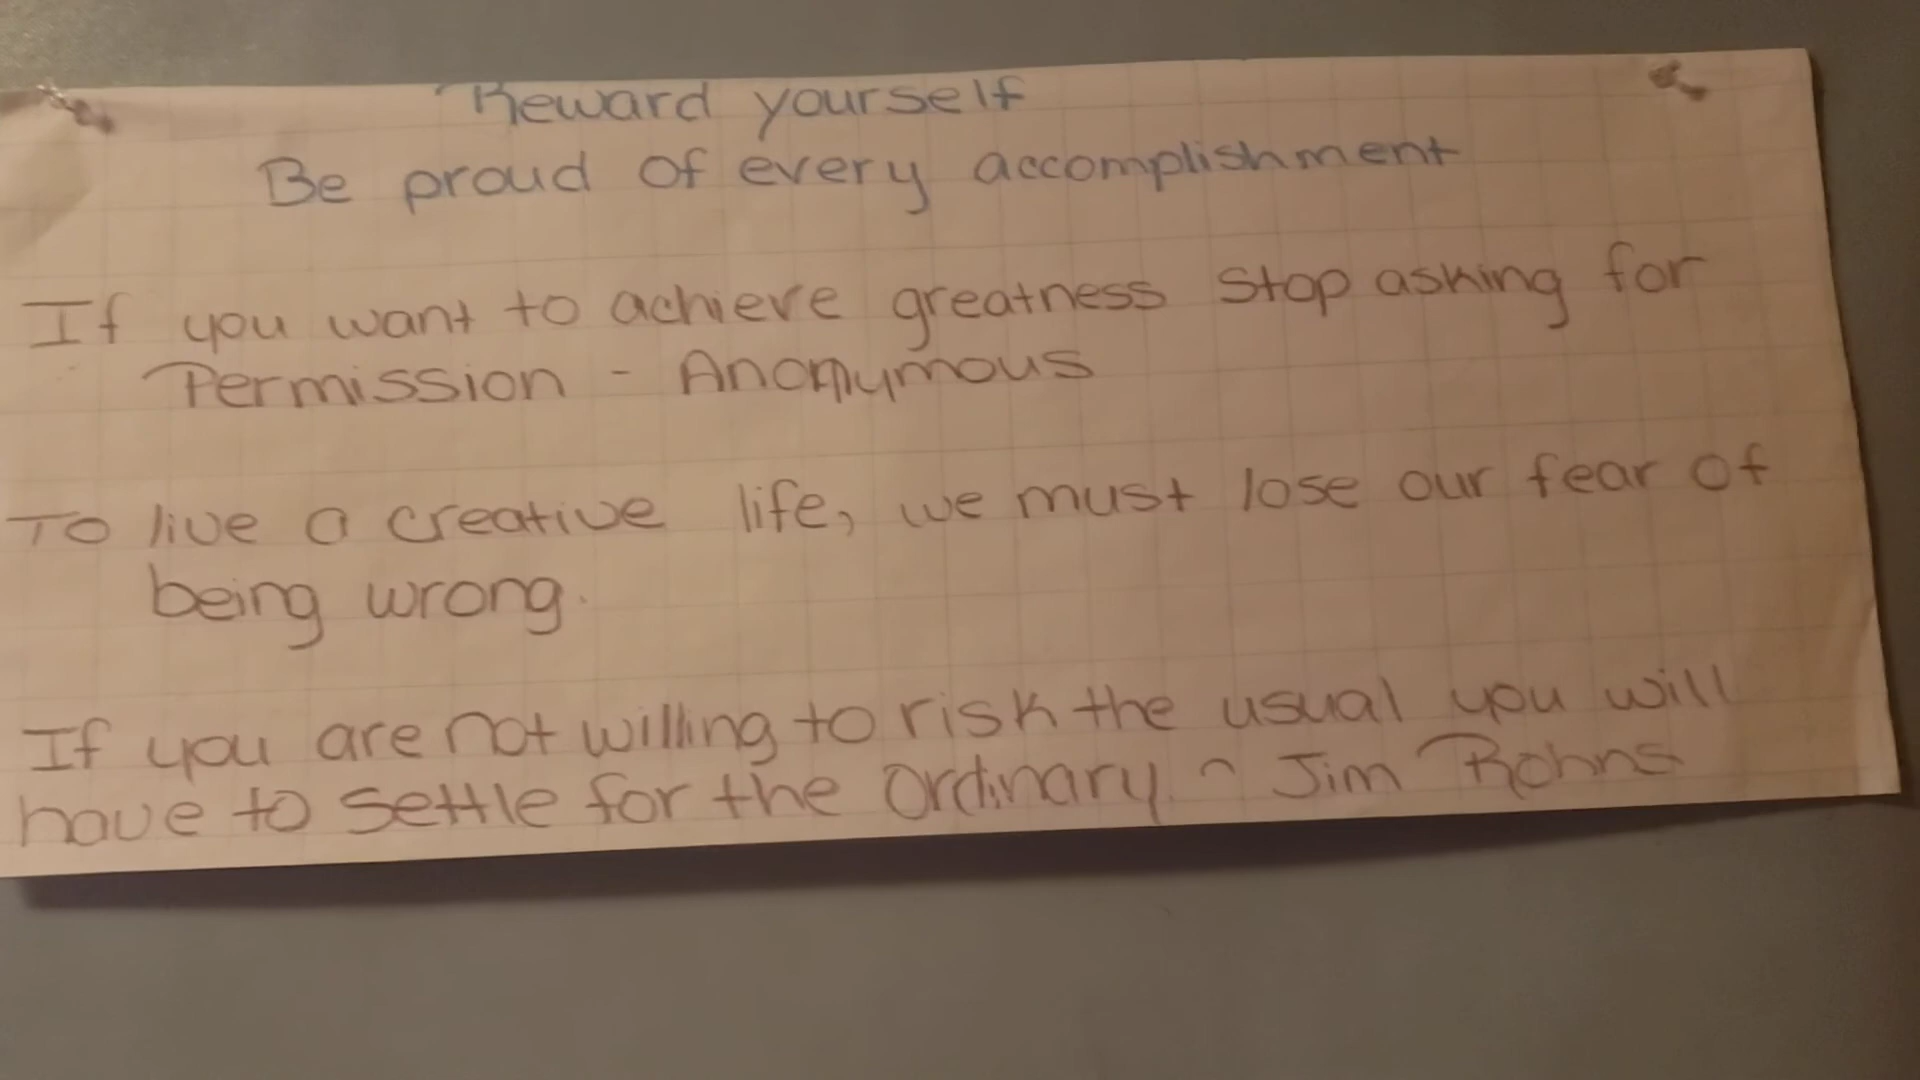 Reward yourself
Be proud of every accomplishment
If you want to achieve greatness stop asking for
Permission - Anonymous
To live a creative life, we must lose our fear of
being wrong.
If you are not willing to risk the usual you will
have to settle for the ordinary. ~ Jim Rohns